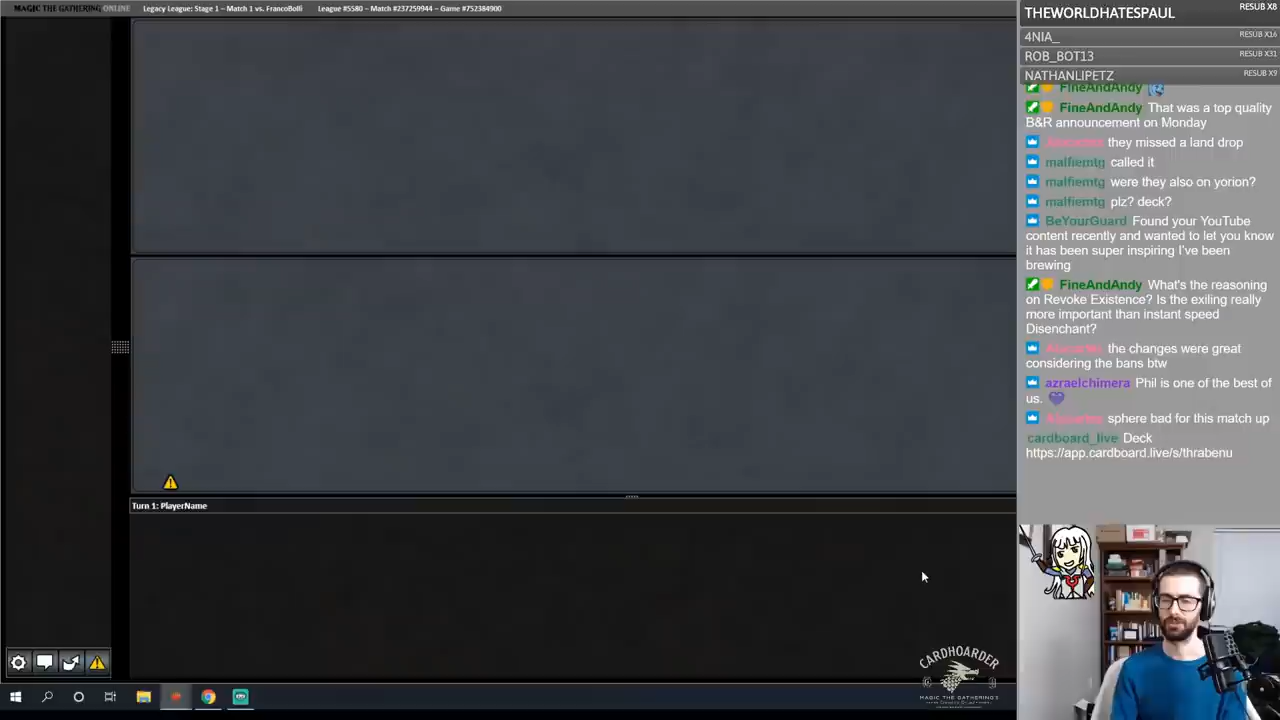 MAGIC THE GATHERING ONLINE
Legacy League: Stage 1 – Match 1 vs. FrancoBolli
League #5580 – Match #237259944 – Game #752384900
THEWORLDHATESPAUL
RESUB X8
4NIA_
RESUB X16
ROB_BOT13
RESUB X31
NATHANLIPETZ
RESUB X9
FineAndAndy
FineAndAndy That was a top quality
B&R announcement on Monday
they missed a land drop
malfiemtg called it
malfiemtg were they also on yorion?
malfiemtg plz? deck?
BeYourGuard Found your YouTube
content recently and wanted to let you know
it has been super inspiring I've been
brewing
FineAndAndy What's the reasoning
on Revoke Existence? Is the exiling really
more important than instant speed
Disenchant?
the changes were great
considering the bans btw
azraelchimera Phil is one of the best of
us.
sphere bad for this match up
cardboard_live Deck
https://app.cardboard.live/s/thrabenu
Turn 1: PlayerName
CARDHOARDER
MAGIC THE GATHERING'S